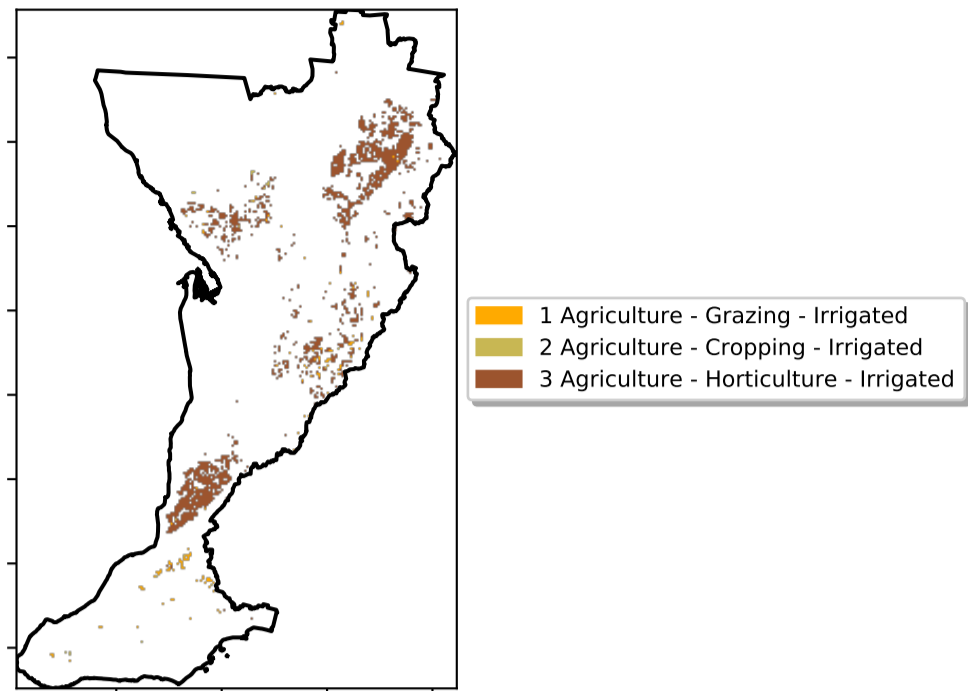 1 Agriculture - Grazing - Irrigated
2 Agriculture - Cropping - Irrigated
3 Agriculture - Horticulture - Irrigated